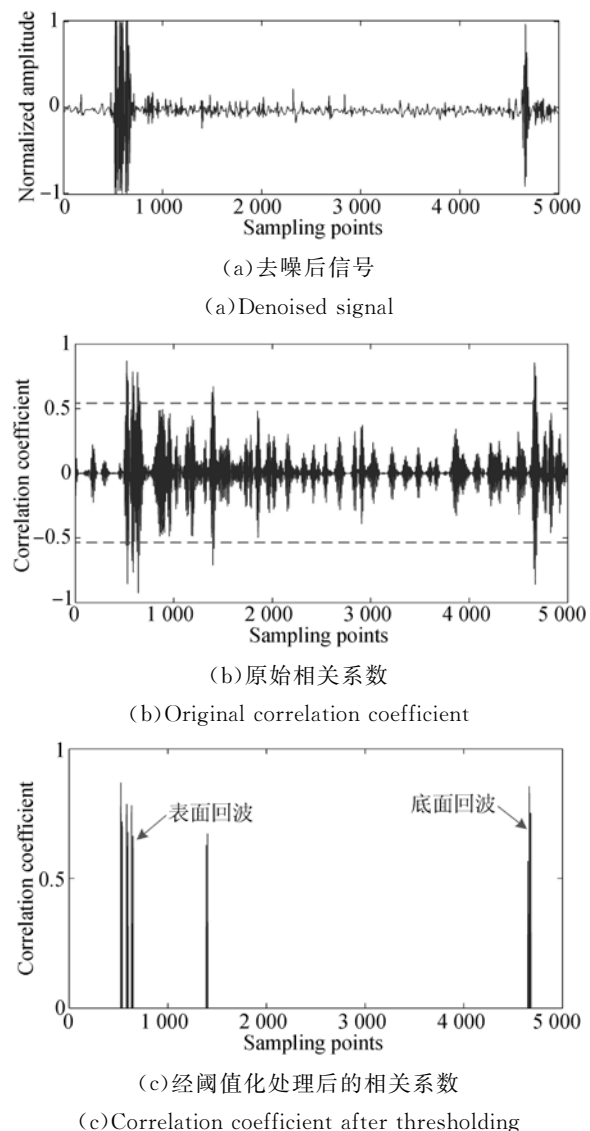 Normalized amplitude
1
0
−1
0 1 000 2 000 3 000 4 000 5 000
Sampling points
(a)去噪后信号
(a)Denoised signal
Correlation coefficient
1
0.5
0
−0.5
−1
0 1 000 2 000 3 000 4 000 5 000
Sampling points
(b)原始相关系数
(b)Original correlation coefficient
Correlation coefficient
1
0.5
0
表面回波
底面回波
0 1 000 2 000 3 000 4 000 5 000
Sampling points
(c)经阈值化处理后的相关系数
(c)Correlation coefficient after thresholding